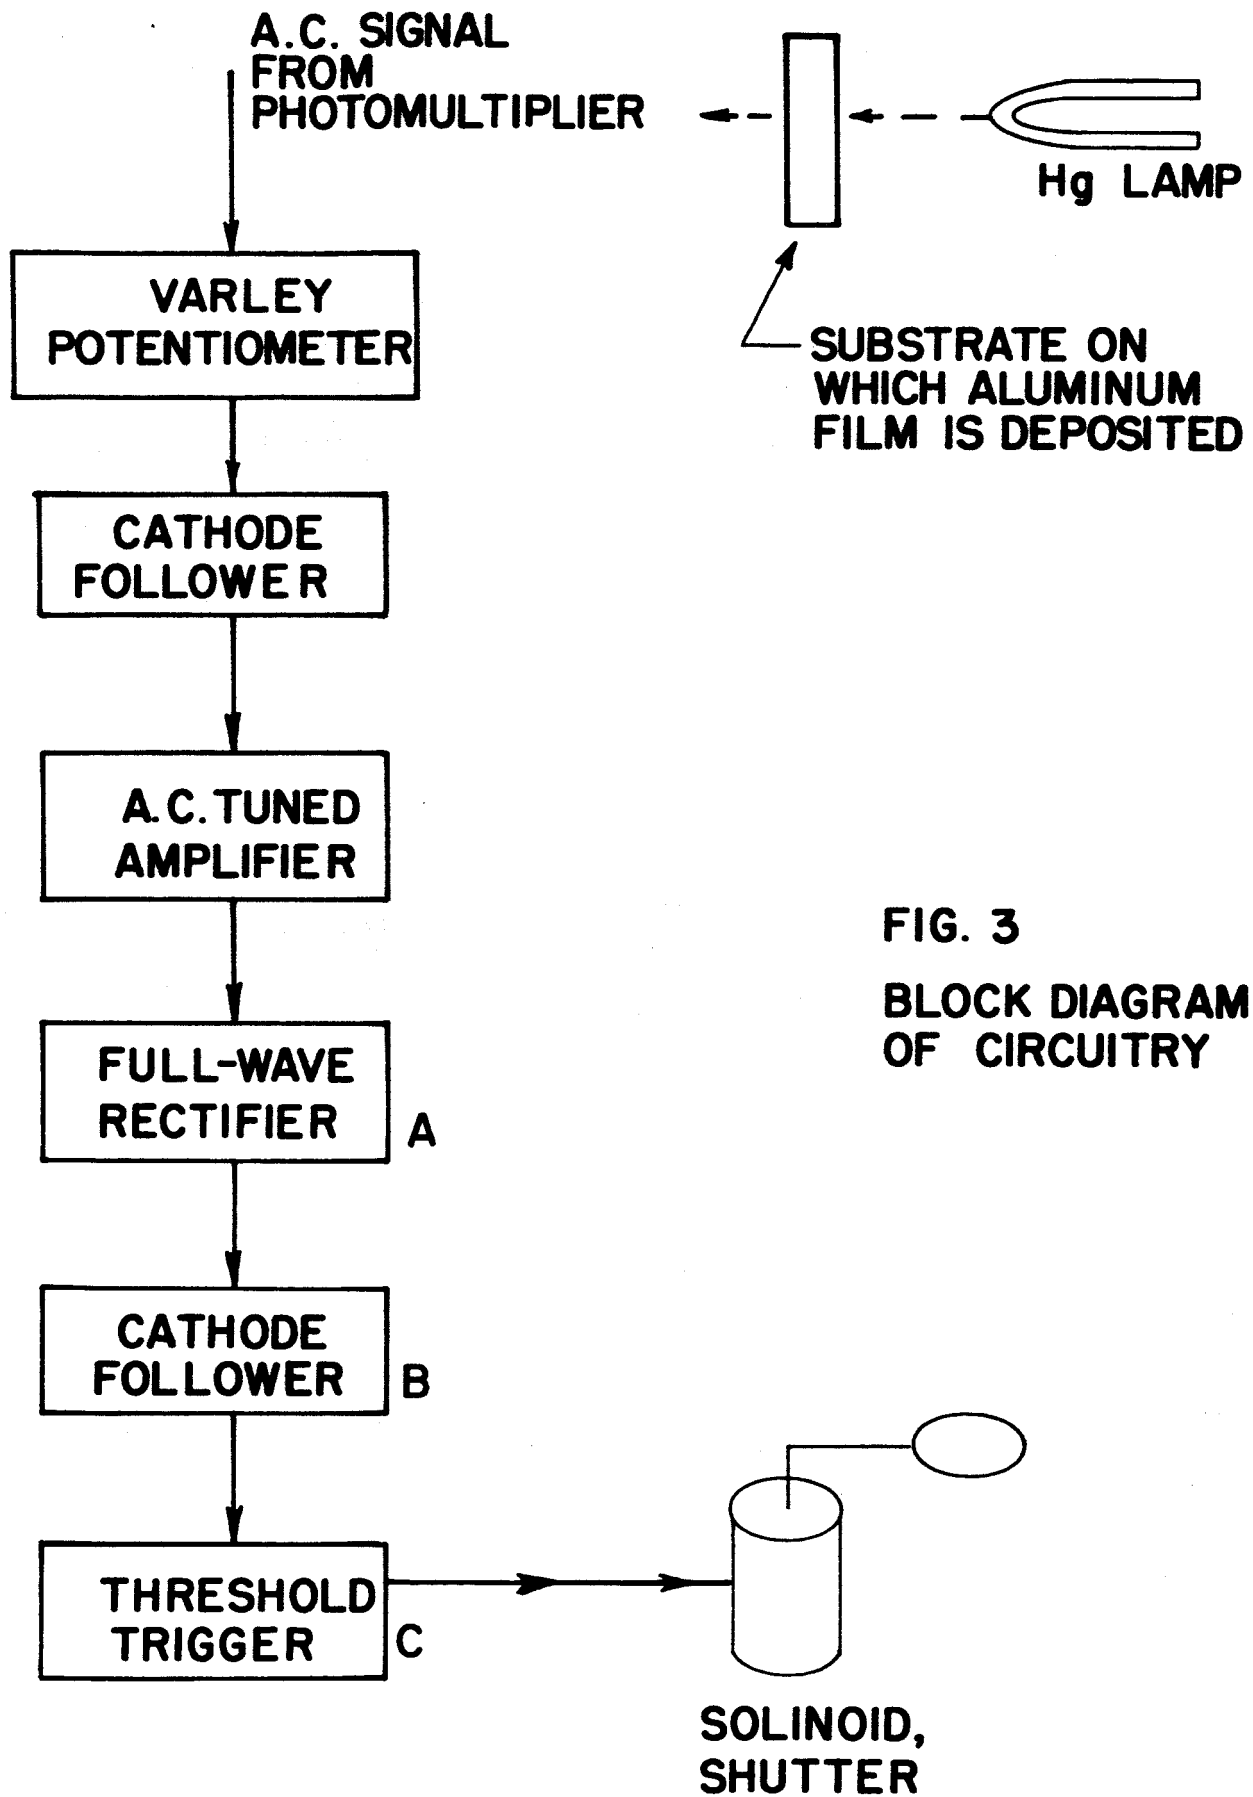 A.C. SIGNAL
FROM
PHOTOMULTIPLIER
Hg LAMP
VARLEY
POTENTIOMETER
SUBSTRATE ON
WHICH ALUMINUM
FILM IS DEPOSITED
CATHODE
FOLLOWER
A.C. TUNED
AMPLIFIER
FIG. 3
BLOCK DIAGRAM
OF CIRCUITRY
FULL-WAVE
RECTIFIER
A
CATHODE
FOLLOWER
B
THRESHOLD
TRIGGER
C
SOLINOID,
SHUTTER